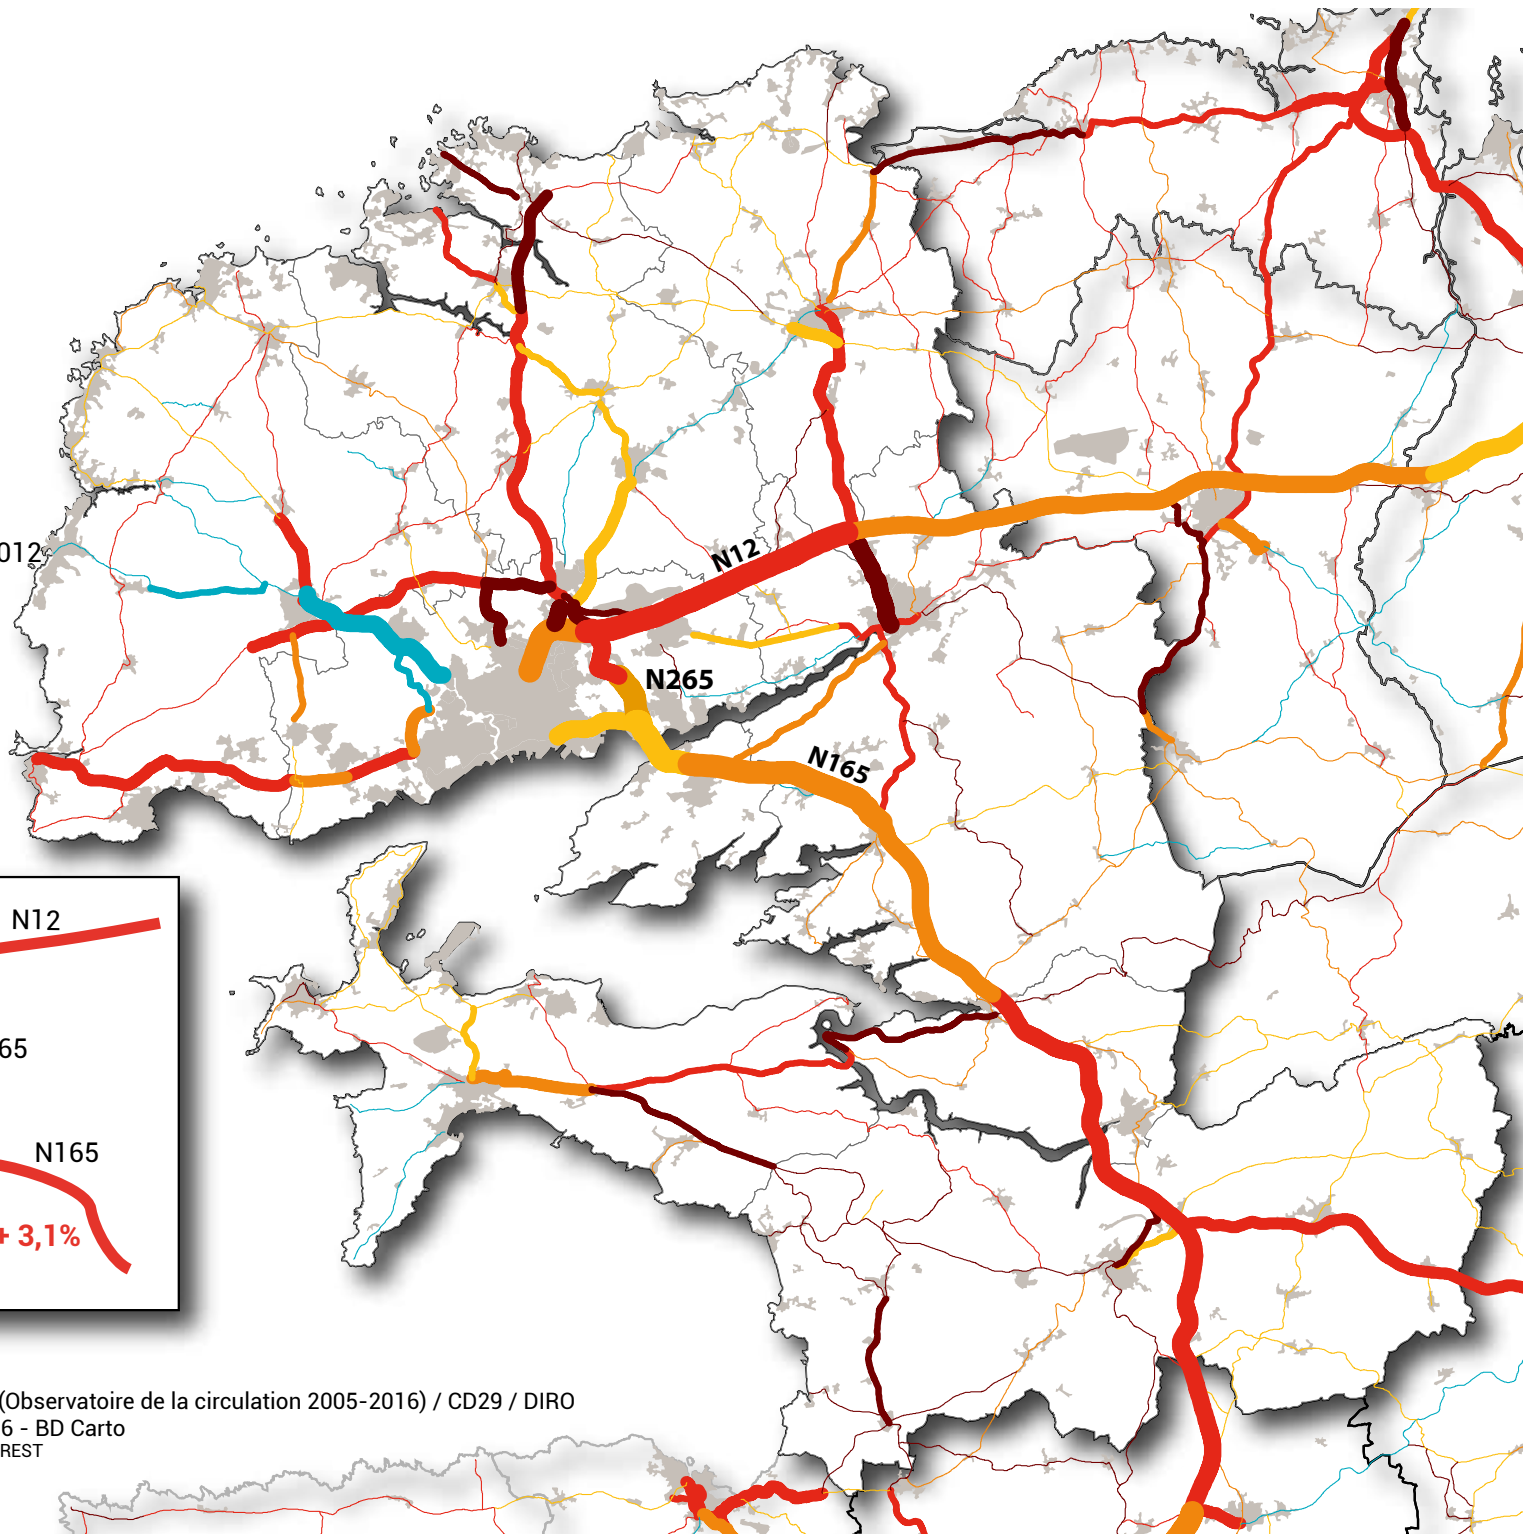 012
N12
N265
N165
N12
65
N165
+ 3,1%
(Observatoire de la circulation 2005-2016) / CD29 / DIRO
6 - BD Carto
REST